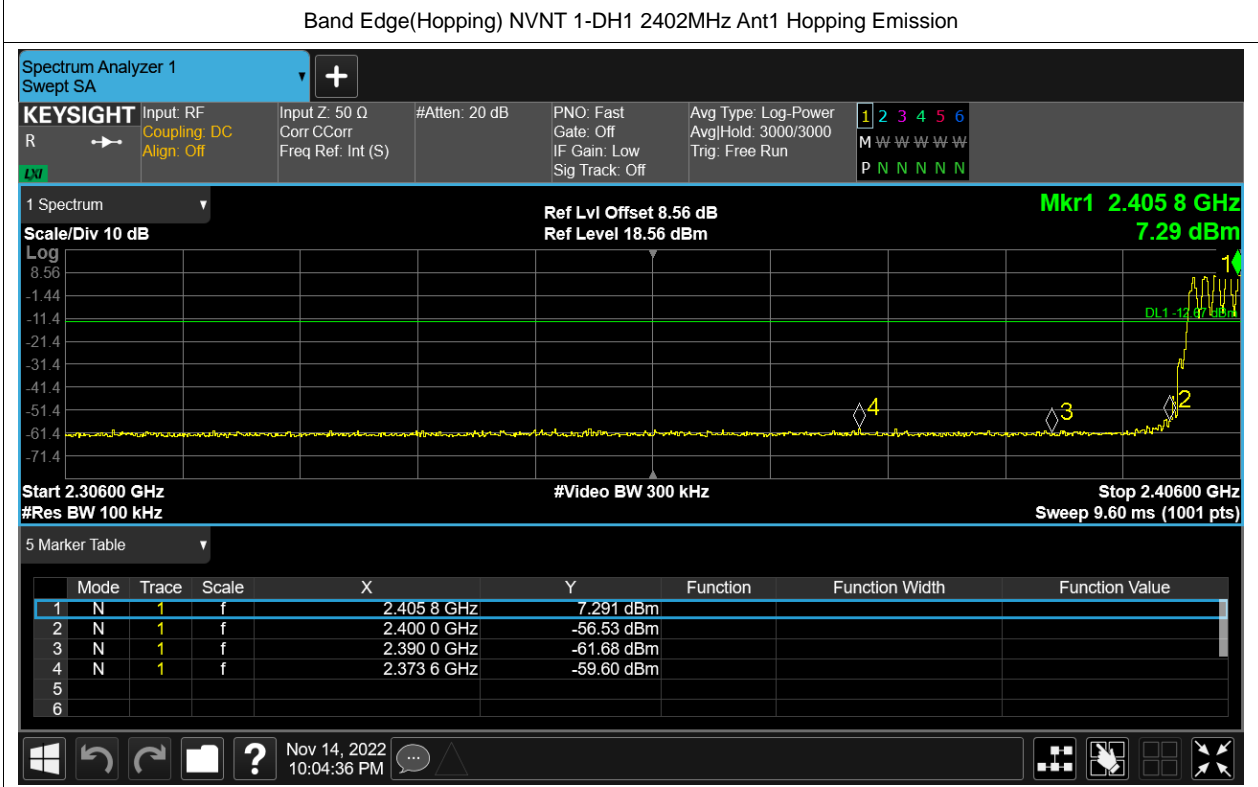 Band Edge(Hopping) NVNT 1-DH1 2402MHz Ant1 Hopping Emission
Spectrum Analyzer 1
Swept SA
KEYSIGHT
R
LXI
Input: RF
Coupling: DC
Align: Off
Input Z: 50 Ω
Corr CCorr
Freq Ref: Int (S)
#Atten: 20 dB
PNO: Fast
Gate: Off
IF Gain: Low
Sig Track: Off
Avg Type: Log-Power
Avg|Hold: 3000/3000
Trig: Free Run
1 2 3 4 5 6
M W W W W W
P N N N N N
1 Spectrum
Scale/Div 10 dB
Ref Lvl Offset 8.56 dB
Ref Level 18.56 dBm
Mkr1 2.405 8 GHz
7.29 dBm
Log
8.56
-1.44
-11.4
-21.4
-31.4
-41.4
-51.4
-61.4
-71.4
1
DL1 -12.67 dBm
4
3
2
Start 2.30600 GHz
#Video BW 300 kHz
Stop 2.40600 GHz
#Res BW 100 kHz
Sweep 9.60 ms (1001 pts)
5 Marker Table
Mode Trace Scale X Y Function Function Width Function Value
1 N 1 f 2.405 8 GHz 7.291 dBm
2 N 1 f 2.400 0 GHz -56.53 dBm
3 N 1 f 2.390 0 GHz -61.68 dBm
4 N 1 f 2.373 6 GHz -59.60 dBm
5
6
?
Nov 14, 2022
10:04:36 PM